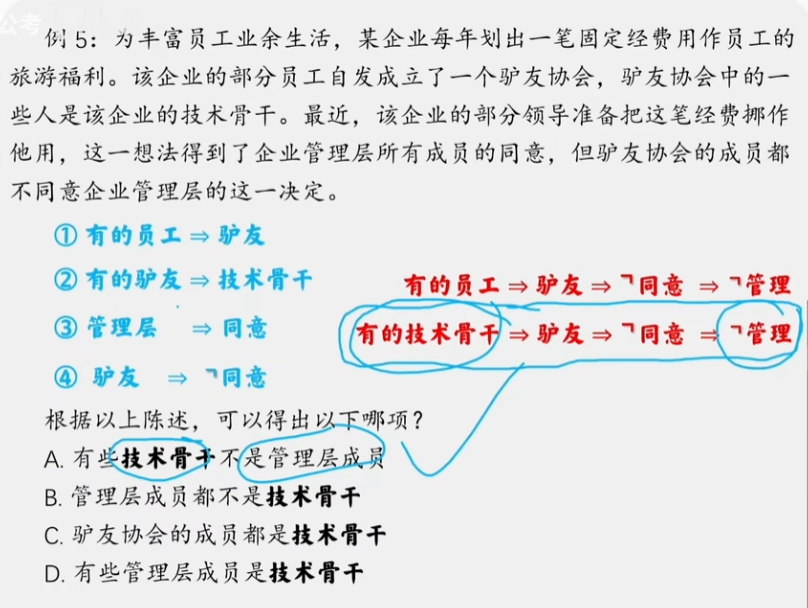 公考
例5：为丰富员工业余生活，某企业每年划出一笔固定经费用作员工的
旅游福利。该企业的部分员工自发成立了一个驴友协会，驴友协会中的一
些人是该企业的技术骨干。最近，该企业的部分领导准备把这笔经费挪作
他用，这一想法得到了企业管理层所有成员的同意，但驴友协会的成员都
不同意企业管理层的这一决定。
① 有的员工 ⇒ 驴友
② 有的驴友 ⇒ 技术骨干
③ 管理层 ⇒ 同意
④ 驴友 ⇒ ㄱ同意
有的员工 ⇒ 驴友 ⇒ ㄱ同意 ⇒ ㄱ管理
有的技术骨干 ⇒ 驴友 ⇒ ㄱ同意 ⇒ ㄱ管理
根据以上陈述，可以得出以下哪项？
A. 有些技术骨干不是管理层成员
B. 管理层成员都不是技术骨干
C. 驴友协会的成员都是技术骨干
D. 有些管理层成员是技术骨干